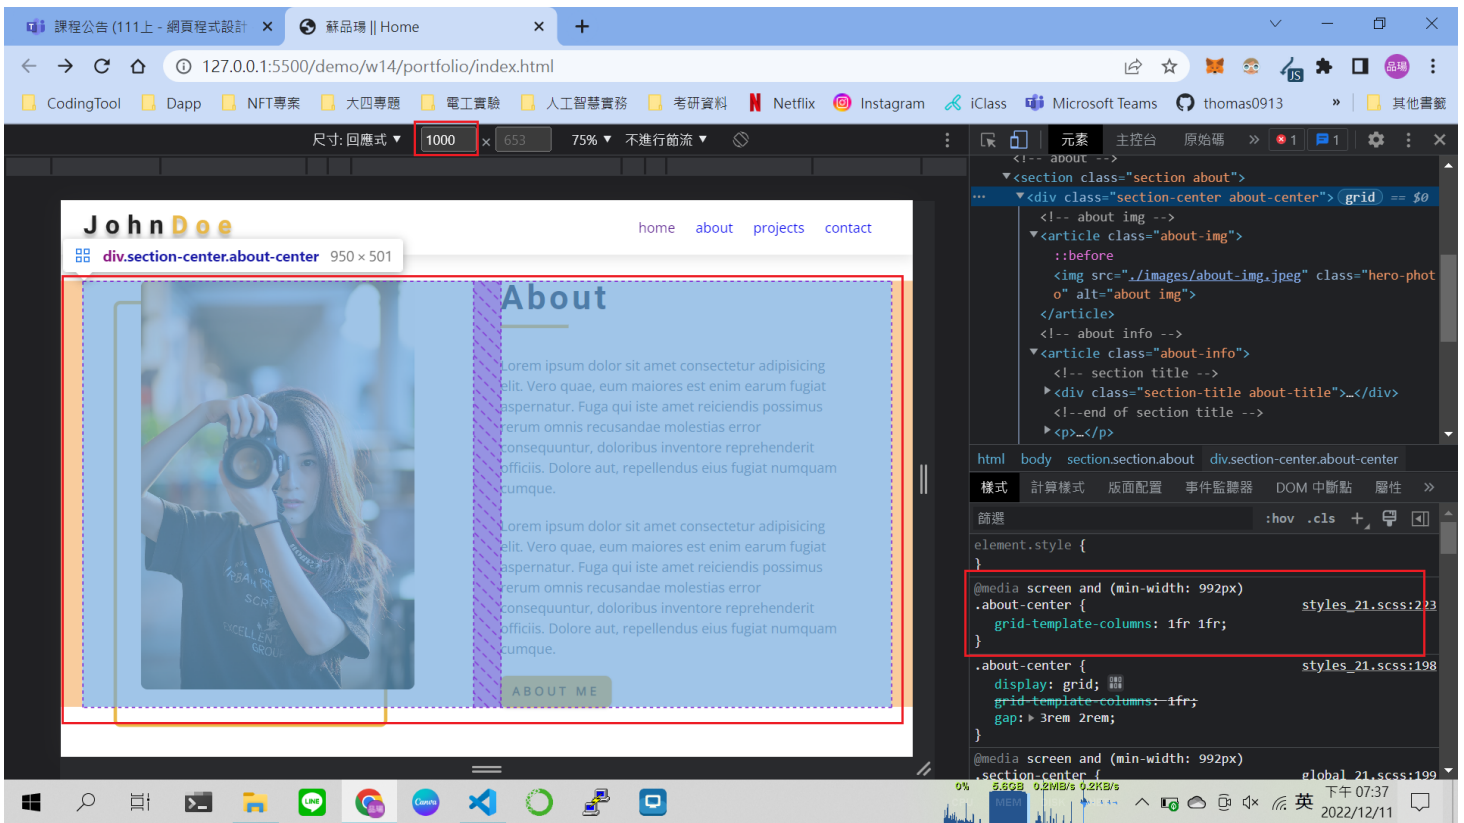 課程公告 (111上 - 網頁程式設計
蘇品瑒 || Home
127.0.0.1:5500/demo/w14/portfolio/index.html
JS
品瑒
CodingTool
Dapp
NFT專案
大四專題
電工實驗
人工智慧實務
考研資料
Netflix
Instagram
iClass
Microsoft Teams
thomas0913
»
其他書籤
尺寸: 回應式 ▼
1000
×
653
75% ▼
不進行節流 ▼
元素
主控台
原始碼
»
1
1
JohnDoe
home
about
projects
contact
div.section-center.about-center 950 × 501
About
Lorem ipsum dolor sit amet consectetur adipisicing
elit. Vero quae, eum maiores est enim earum fugiat
aspernatur. Fuga qui iste amet reiciendis possimus
rerum omnis recusandae molestias error
consequuntur, doloribus inventore reprehenderit
officiis. Dolore aut, repellendus eius fugiat numquam
cumque.
Lorem ipsum dolor sit amet consectetur adipisicing
elit. Vero quae, eum maiores est enim earum fugiat
aspernatur. Fuga qui iste amet reiciendis possimus
rerum omnis recusandae molestias error
consequuntur, doloribus inventore reprehenderit
officiis. Dolore aut, repellendus eius fugiat numquam
cumque.
ABOUT ME
<!-- about -->
▼<section class="section about">
▼<div class="section-center about-center"> grid == $0
<!-- about img -->
▼<article class="about-img">
::before
<img src="./images/about-img.jpeg" class="hero-phot
o" alt="about img">
</article>
<!-- about info -->
▼<article class="about-info">
<!-- section title -->
▶<div class="section-title about-title">…</div>
<!--end of section title -->
▶<p>…</p>
html body section.section.about div.section-center.about-center
樣式
計算樣式
版面配置
事件監聽器
DOM 中斷點
屬性
»
篩選
:hov .cls +
element.style {
}
@media screen and (min-width: 992px)
.about-center { styles_21.scss:223
grid-template-columns: 1fr 1fr;
}
.about-center { styles_21.scss:198
display: grid;
grid-template-columns: 1fr;
gap: ▶ 3rem 2rem;
}
@media screen and (min-width: 992px)
.section-center { global_21.scss:199
LINE
Canva
0% 5.6GB 0.2MB/s 0.2KB/s
MEM
英
下午 07:37
2022/12/11